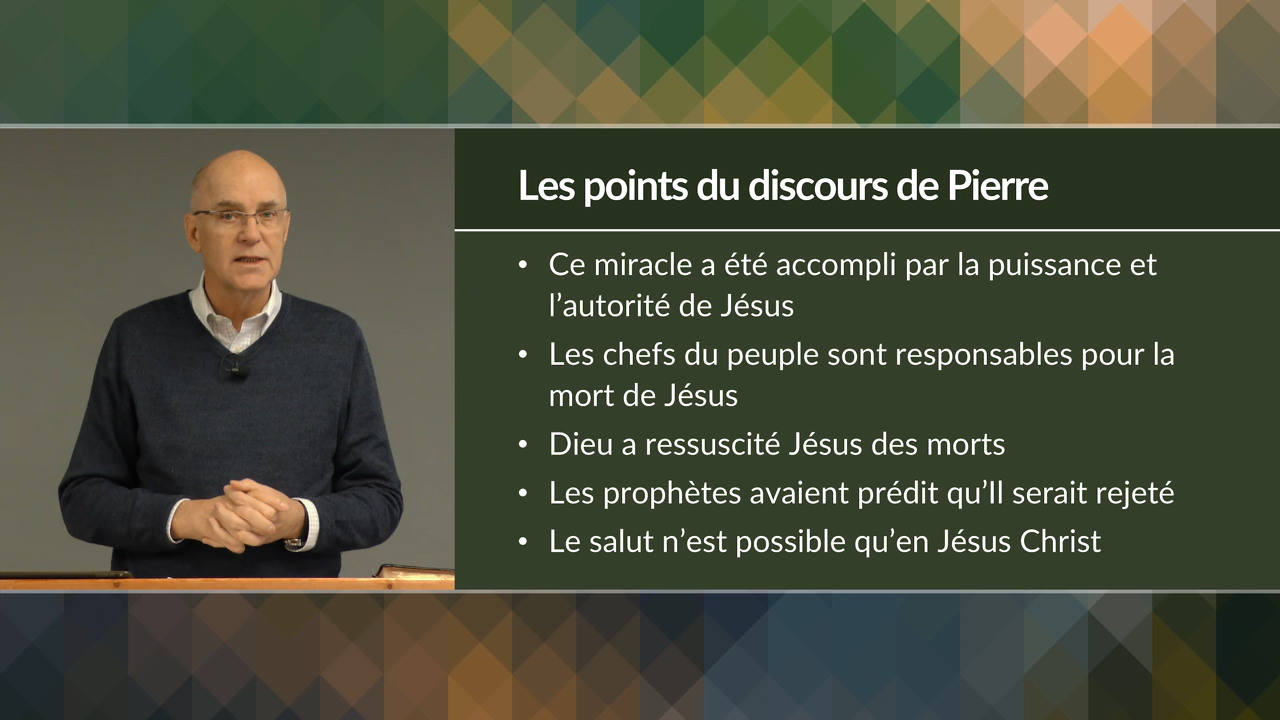 Les points du discours de Pierre
• Ce miracle a été accompli par la puissance et
l’autorité de Jésus
• Les chefs du peuple sont responsables pour la
mort de Jésus
• Dieu a ressuscité Jésus des morts
• Les prophètes avaient prédit qu’Il serait rejeté
• Le salut n’est possible qu’en Jésus Christ